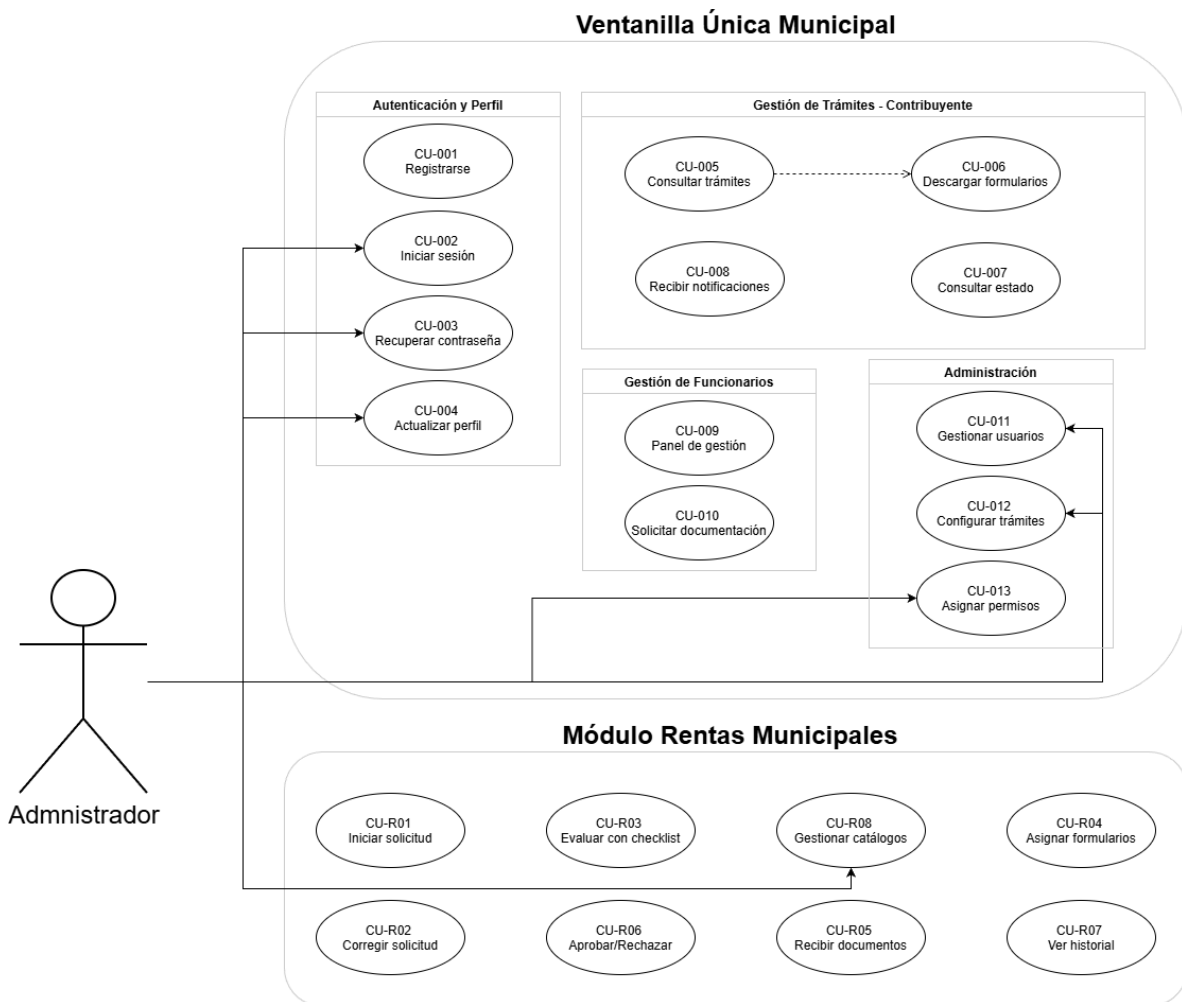 Ventanilla Única Municipal
Autenticación y Perfil
CU-001
Registrarse
CU-002
Iniciar sesión
CU-003
Recuperar contraseña
CU-004
Actualizar perfil
Gestión de Trámites - Contribuyente
CU-005
Consultar trámites
CU-006
Descargar formularios
CU-008
Recibir notificaciones
CU-007
Consultar estado
Gestión de Funcionarios
CU-009
Panel de gestión
CU-010
Solicitar documentación
Administración
CU-011
Gestionar usuarios
CU-012
Configurar trámites
CU-013
Asignar permisos
Admnistrador
Módulo Rentas Municipales
CU-R01
Iniciar solicitud
CU-R03
Evaluar con checklist
CU-R08
Gestionar catálogos
CU-R04
Asignar formularios
CU-R02
Corregir solicitud
CU-R06
Aprobar/Rechazar
CU-R05
Recibir documentos
CU-R07
Ver historial